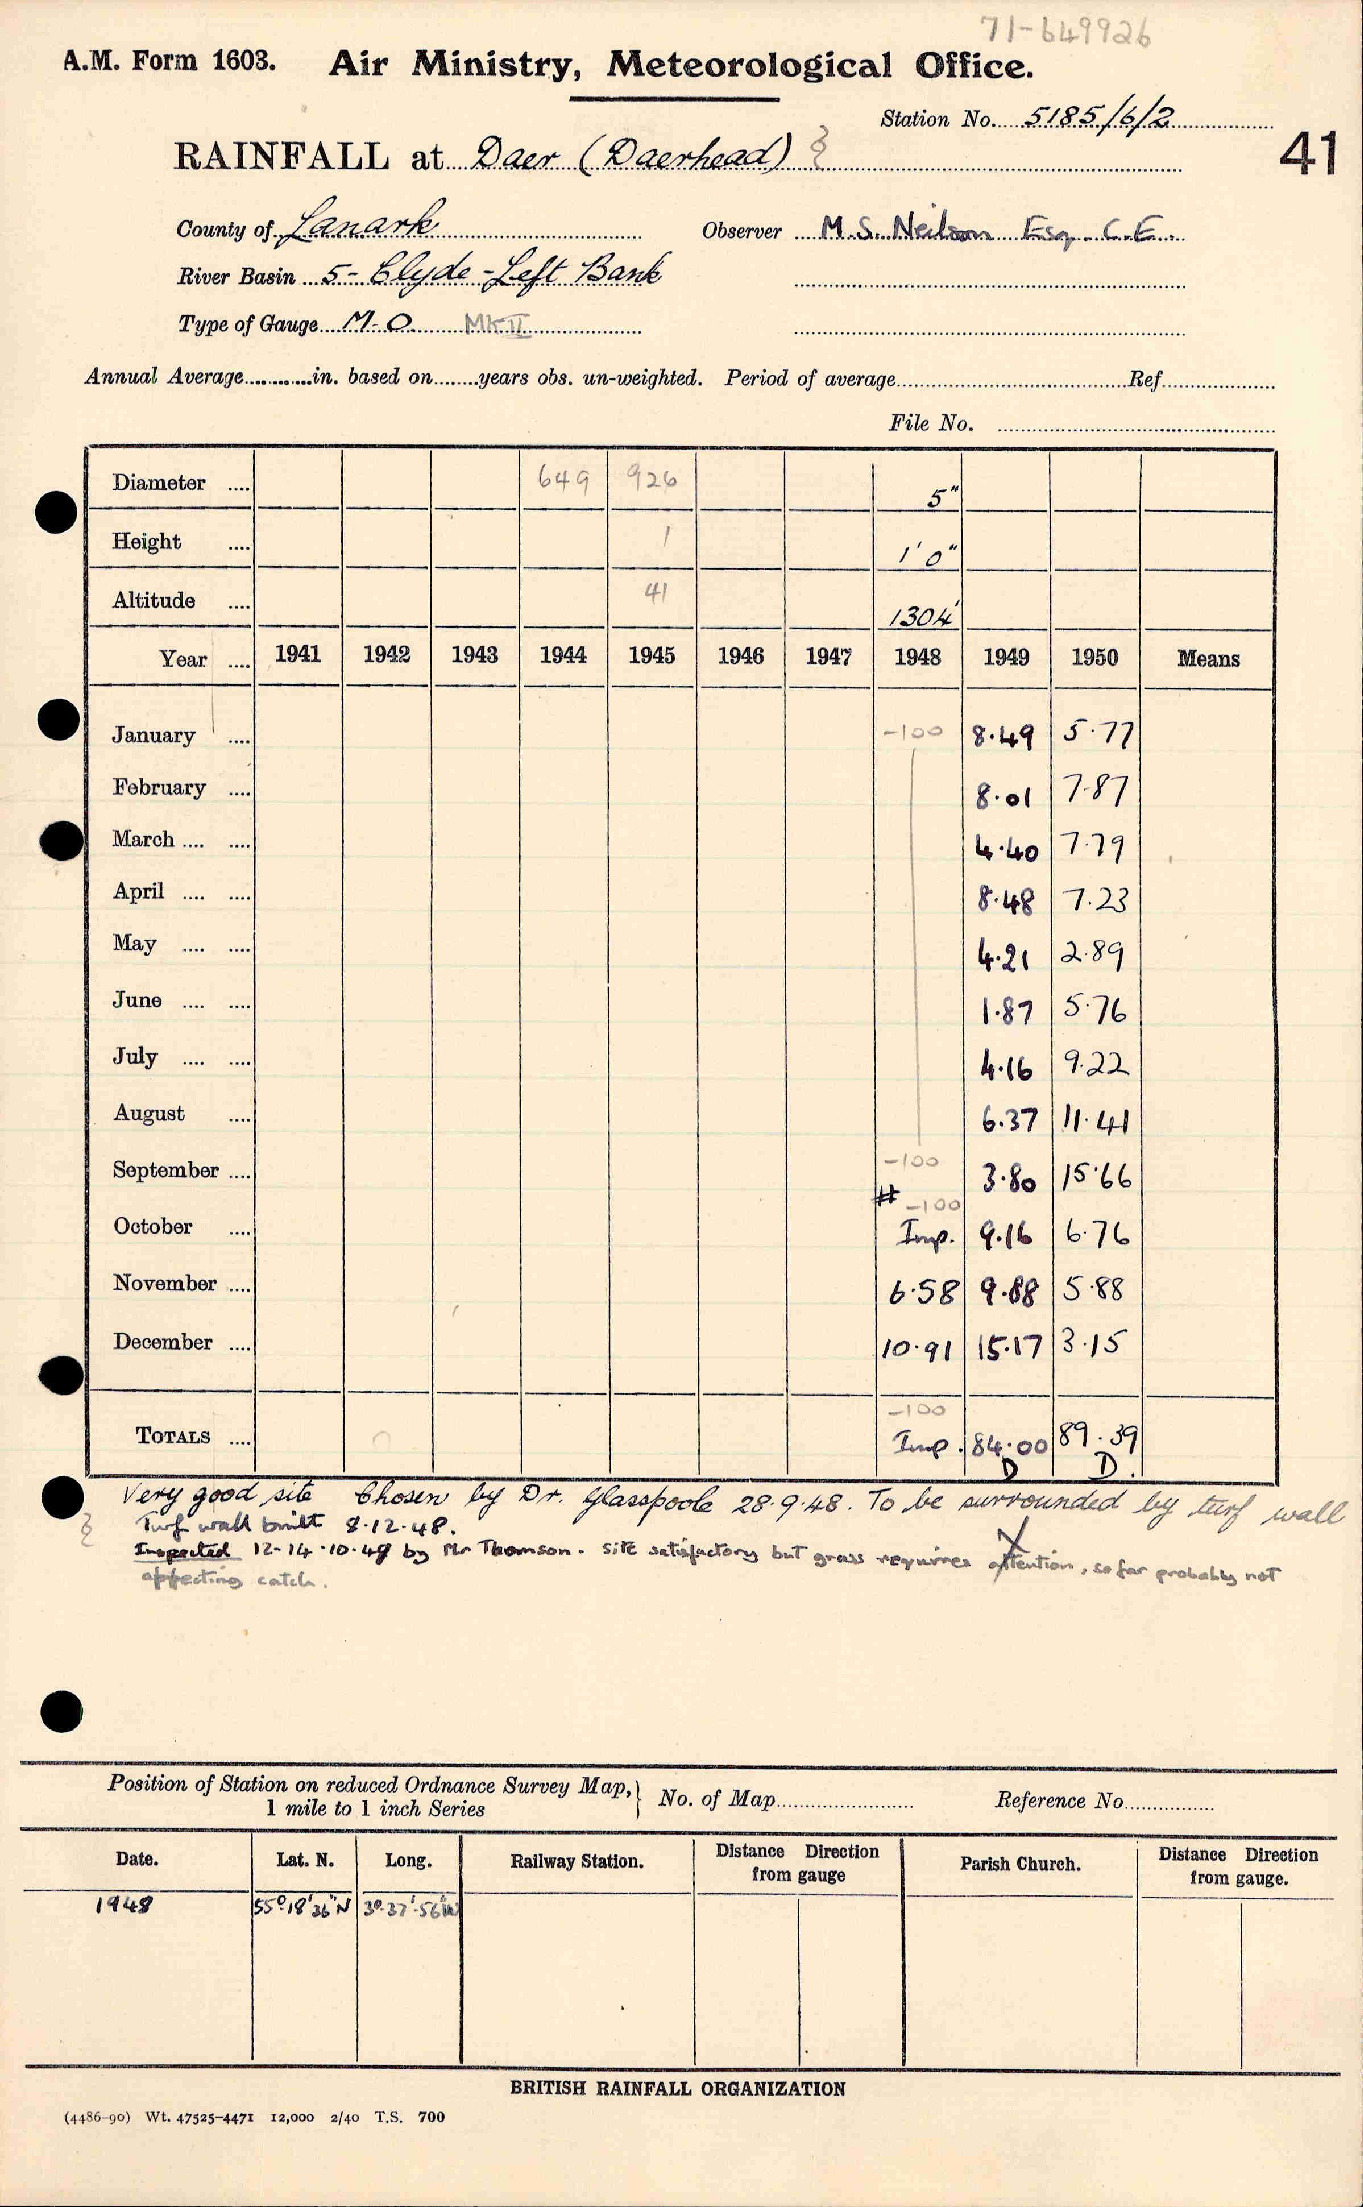 71-649926
A.M. Form 1603. Air Ministry, Meteorological Office.
Station No. 5185/6/2
41
RAINFALL at Daer (Daerhead)
County of Lanark Observer M.S. Neilson Esq. C.E.
River Basin 5- Clyde - Left Bank
Type of Gauge M.O. MK II
Annual Average............in. based on........years obs. un-weighted. Period of average............Ref............
File No. ............
Diameter .... 649 926 5"
Height .... 1 1' 0"
Altitude .... 41 1304'
Year .... 1941 1942 1943 1944 1945 1946 1947 1948 1949 1950 Means
January .... -100 8.49 5.77
February .... 8.01 7.87
March .... .... 4.40 7.79
April .... .... 8.48 7.23
May .... .... 4.21 2.89
June .... .... 1.87 5.76
July .... .... 4.16 9.22
August .... 6.37 11.41
September .... -100 3.80 15.66
# -100
October .... Imp. 9.16 6.76
November .... 6.58 9.88 5.88
December .... 10.91 15.17 3.15
-100
TOTALS .... Imp. 84.00 89.39
D D.
Very good site Chosen by Dr. Glasspoole 28.9.48. To be surrounded by turf wall
Turf wall built 8.12.48.
Inspected 12-14.10.49 by Mr Thomson. Site satisfactory but grass requires attention, so far probably not
affecting catch.
Position of Station on reduced Ordnance Survey Map, } No. of Map............ Reference No............
1 mile to 1 inch Series
Date. Lat. N. Long. Railway Station. Distance Direction from gauge Parish Church. Distance Direction from gauge.
1948 55° 18' 36" N 3° 37' 56" W
BRITISH RAINFALL ORGANIZATION
(4486-90) Wt. 47525-4471 12,000 2/40 T.S. 700